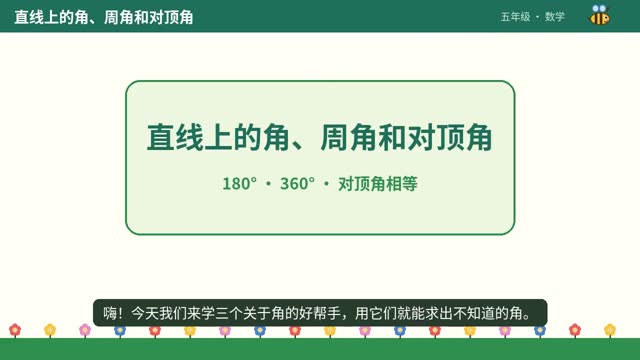 直线上的角、周角和对顶角
五年级 · 数学
直线上的角、周角和对顶角
180° · 360° · 对顶角相等
嗨！今天我们来学三个关于角的好帮手，用它们就能求出不知道的角。